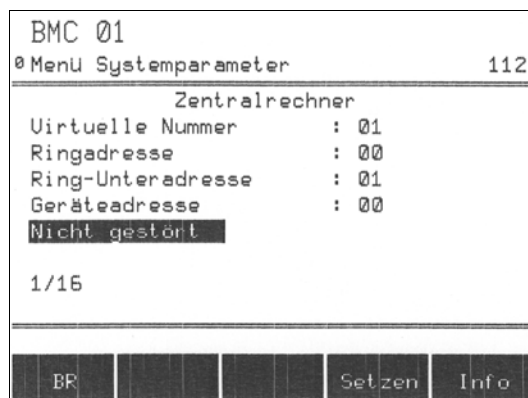 BMC 01
0 Menü Systemparameter 112
Zentralrechner
Virtuelle Nummer : 01
Ringadresse : 00
Ring-Unteradresse : 01
Geräteadresse : 00
Nicht gestört
1/16
BR Setzen Info